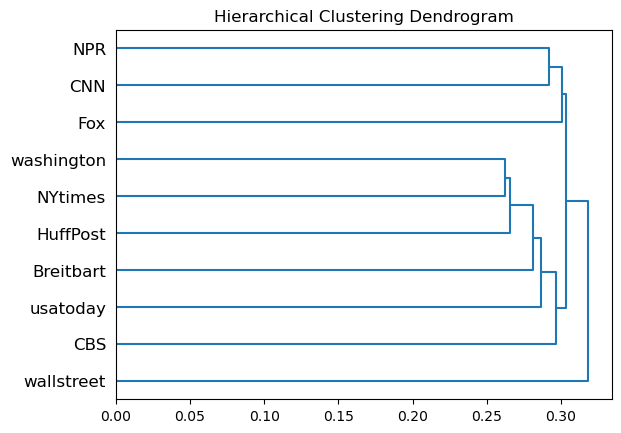 Hierarchical Clustering Dendrogram
NPR
CNN
Fox
washington
NYtimes
HuffPost
Breitbart
usatoday
CBS
wallstreet
0.00 0.05 0.10 0.15 0.20 0.25 0.30